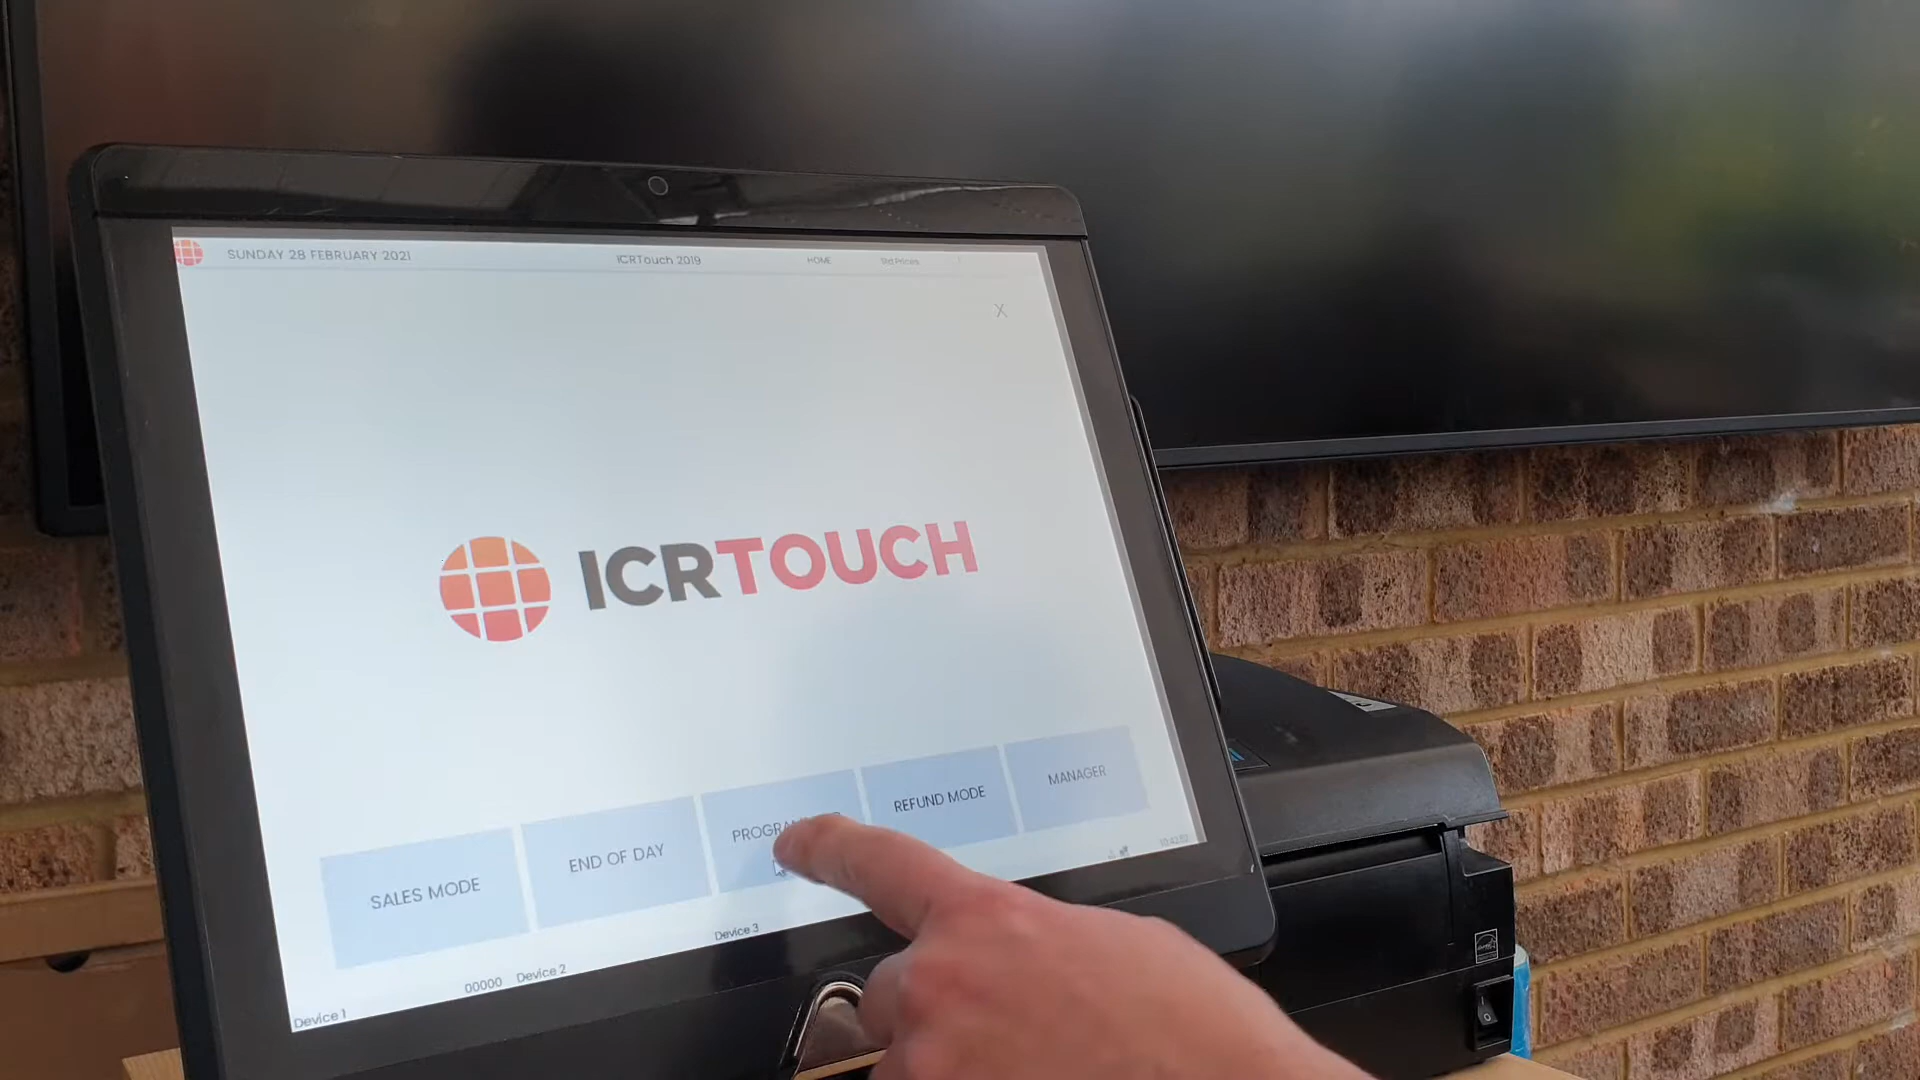 SUNDAY 28 FEBRUARY 2021
ICRTouch 2019
HOME
Std Prices
X
ICRTOUCH
SALES MODE
END OF DAY
REFUND MODE
MANAGER
Device 1
00000
Device 2
Device 3